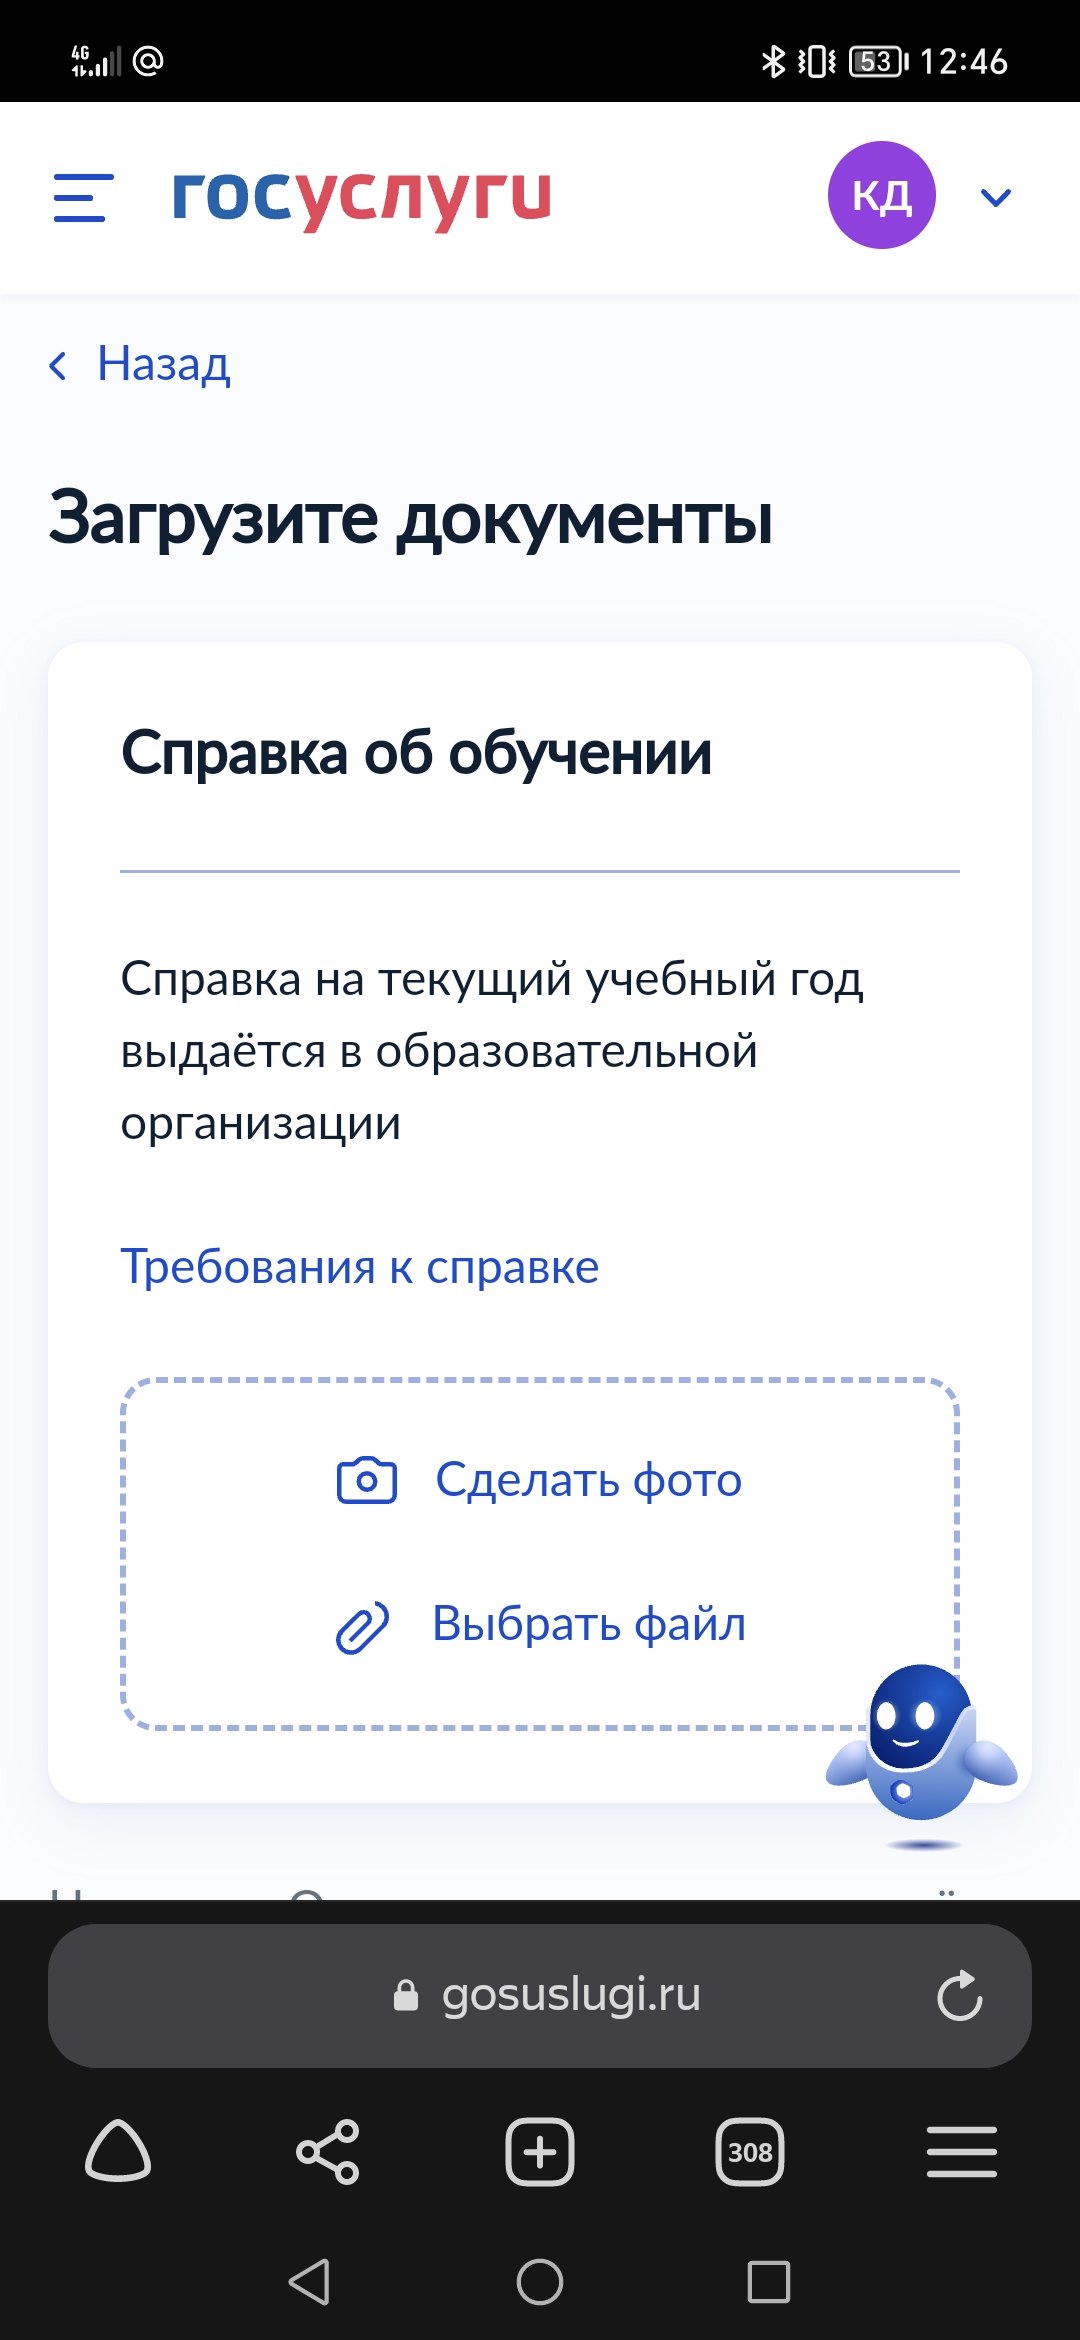 4G
53
12:46
госуслуги
КД
Назад
Загрузите документы
Справка об обучении
Справка на текущий учебный год
выдаётся в образовательной
организации
Требования к справке
Сделать фото
Выбрать файл
gosuslugi.ru
308